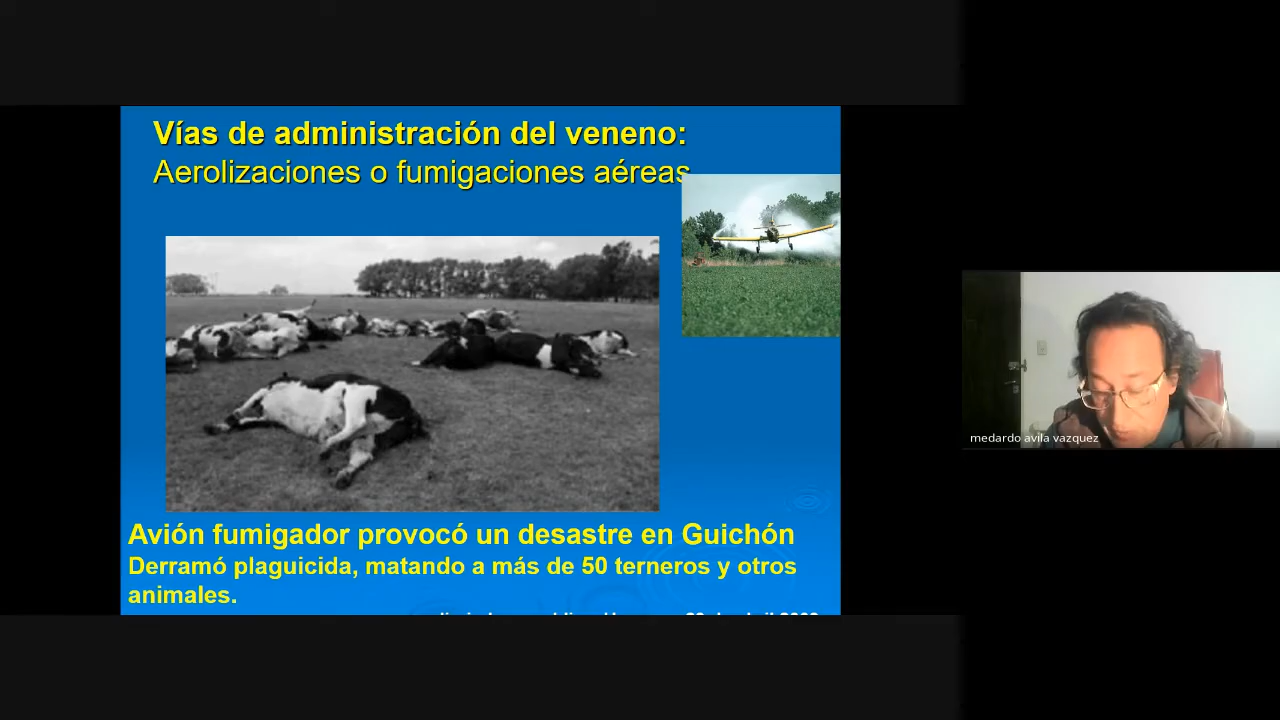 Vías de administración del veneno:
Aerolizaciones o fumigaciones aéreas
medardo avila vazquez
Avión fumigador provocó un desastre en Guichón
Derramó plaguicida, matando a más de 50 terneros y otros
animales.